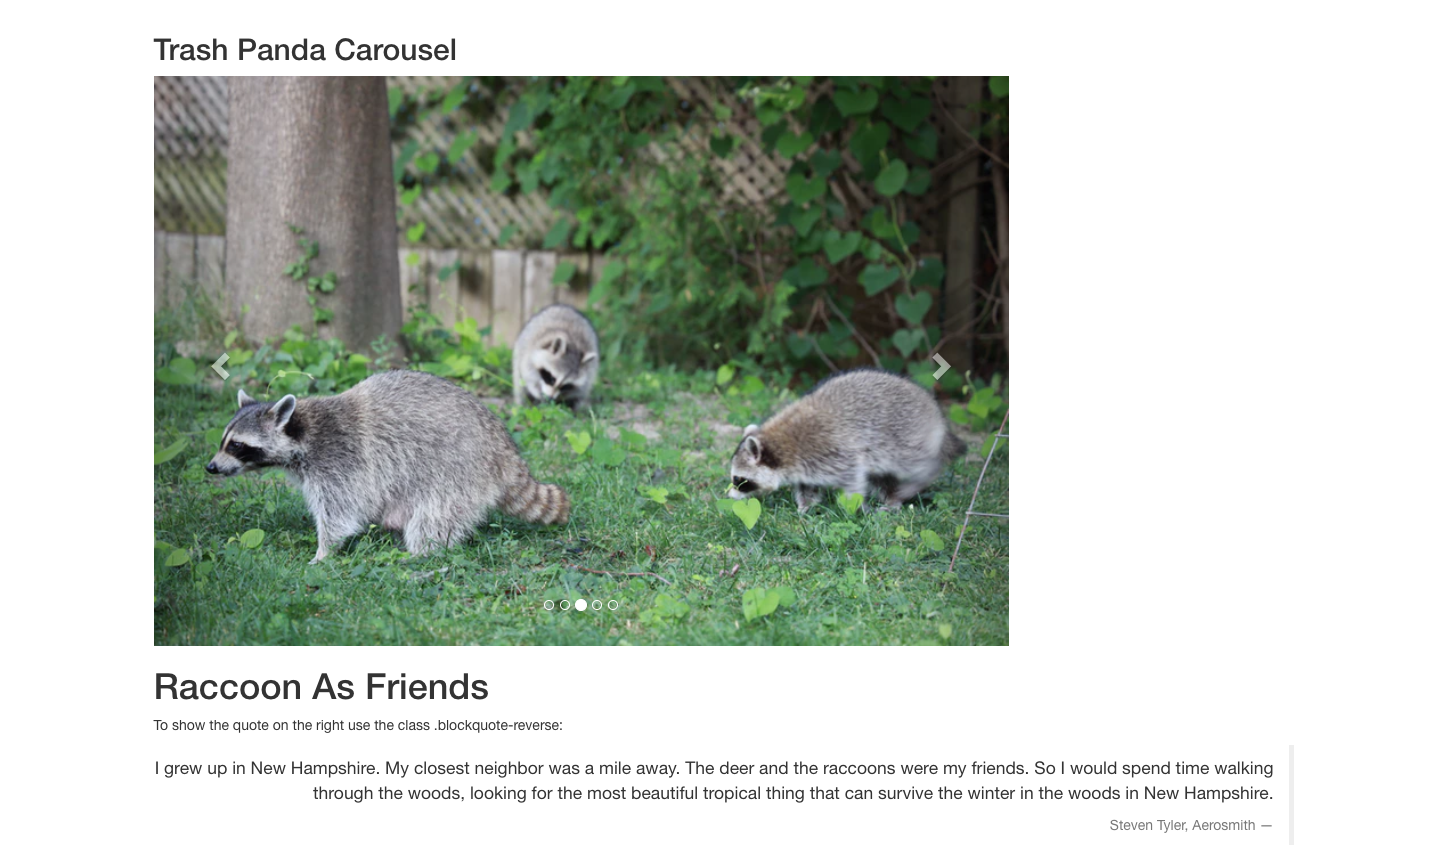 Trash Panda Carousel
Raccoon As Friends
To show the quote on the right use the class .blockquote-reverse:
I grew up in New Hampshire. My closest neighbor was a mile away. The deer and the raccoons were my friends. So I would spend time walking
through the woods, looking for the most beautiful tropical thing that can survive the winter in the woods in New Hampshire.
Steven Tyler, Aerosmith —